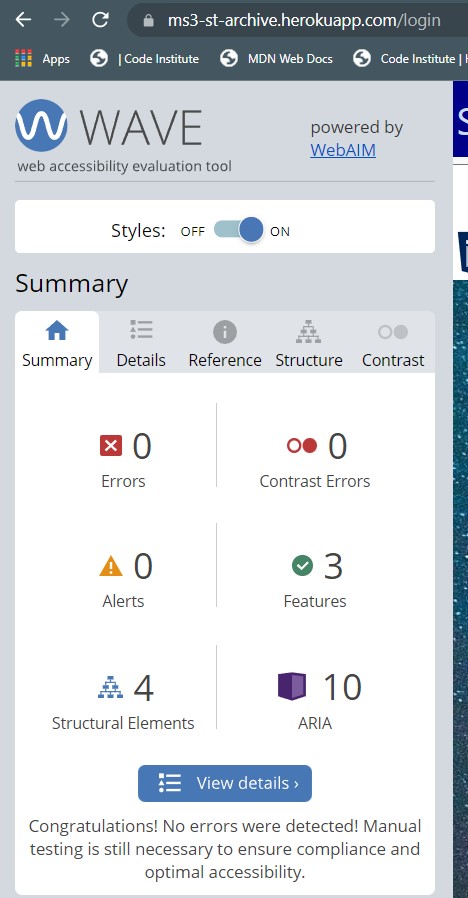 ms3-st-archive.herokuapp.com/login
Apps | Code Institute MDN Web Docs Code Institute |
WAVE
web accessibility evaluation tool
powered by
WebAIM
Styles: OFF ON
Summary
Summary Details Reference Structure Contrast
0 0
Errors Contrast Errors
0 3
Alerts Features
4 10
Structural Elements ARIA
View details ›
Congratulations! No errors were detected! Manual
testing is still necessary to ensure compliance and
optimal accessibility.